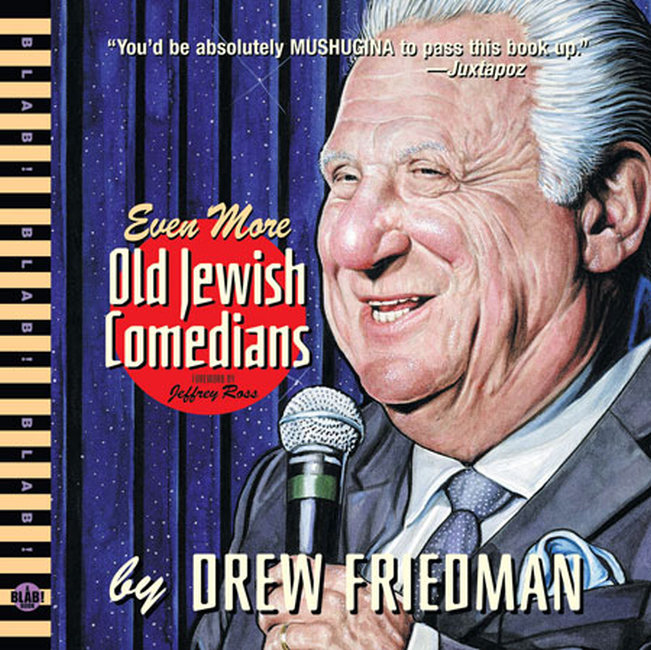 “You’d be absolutely MUSHUGINA to pass this book up.”
—Juxtapoz
Even More
Old Jewish
Comedians
FOREWORD BY
Jeffrey Ross
by DREW FRIEDMAN
BLAB! BLAB! BLAB! BLAB!
A
BLAB!
BOOK